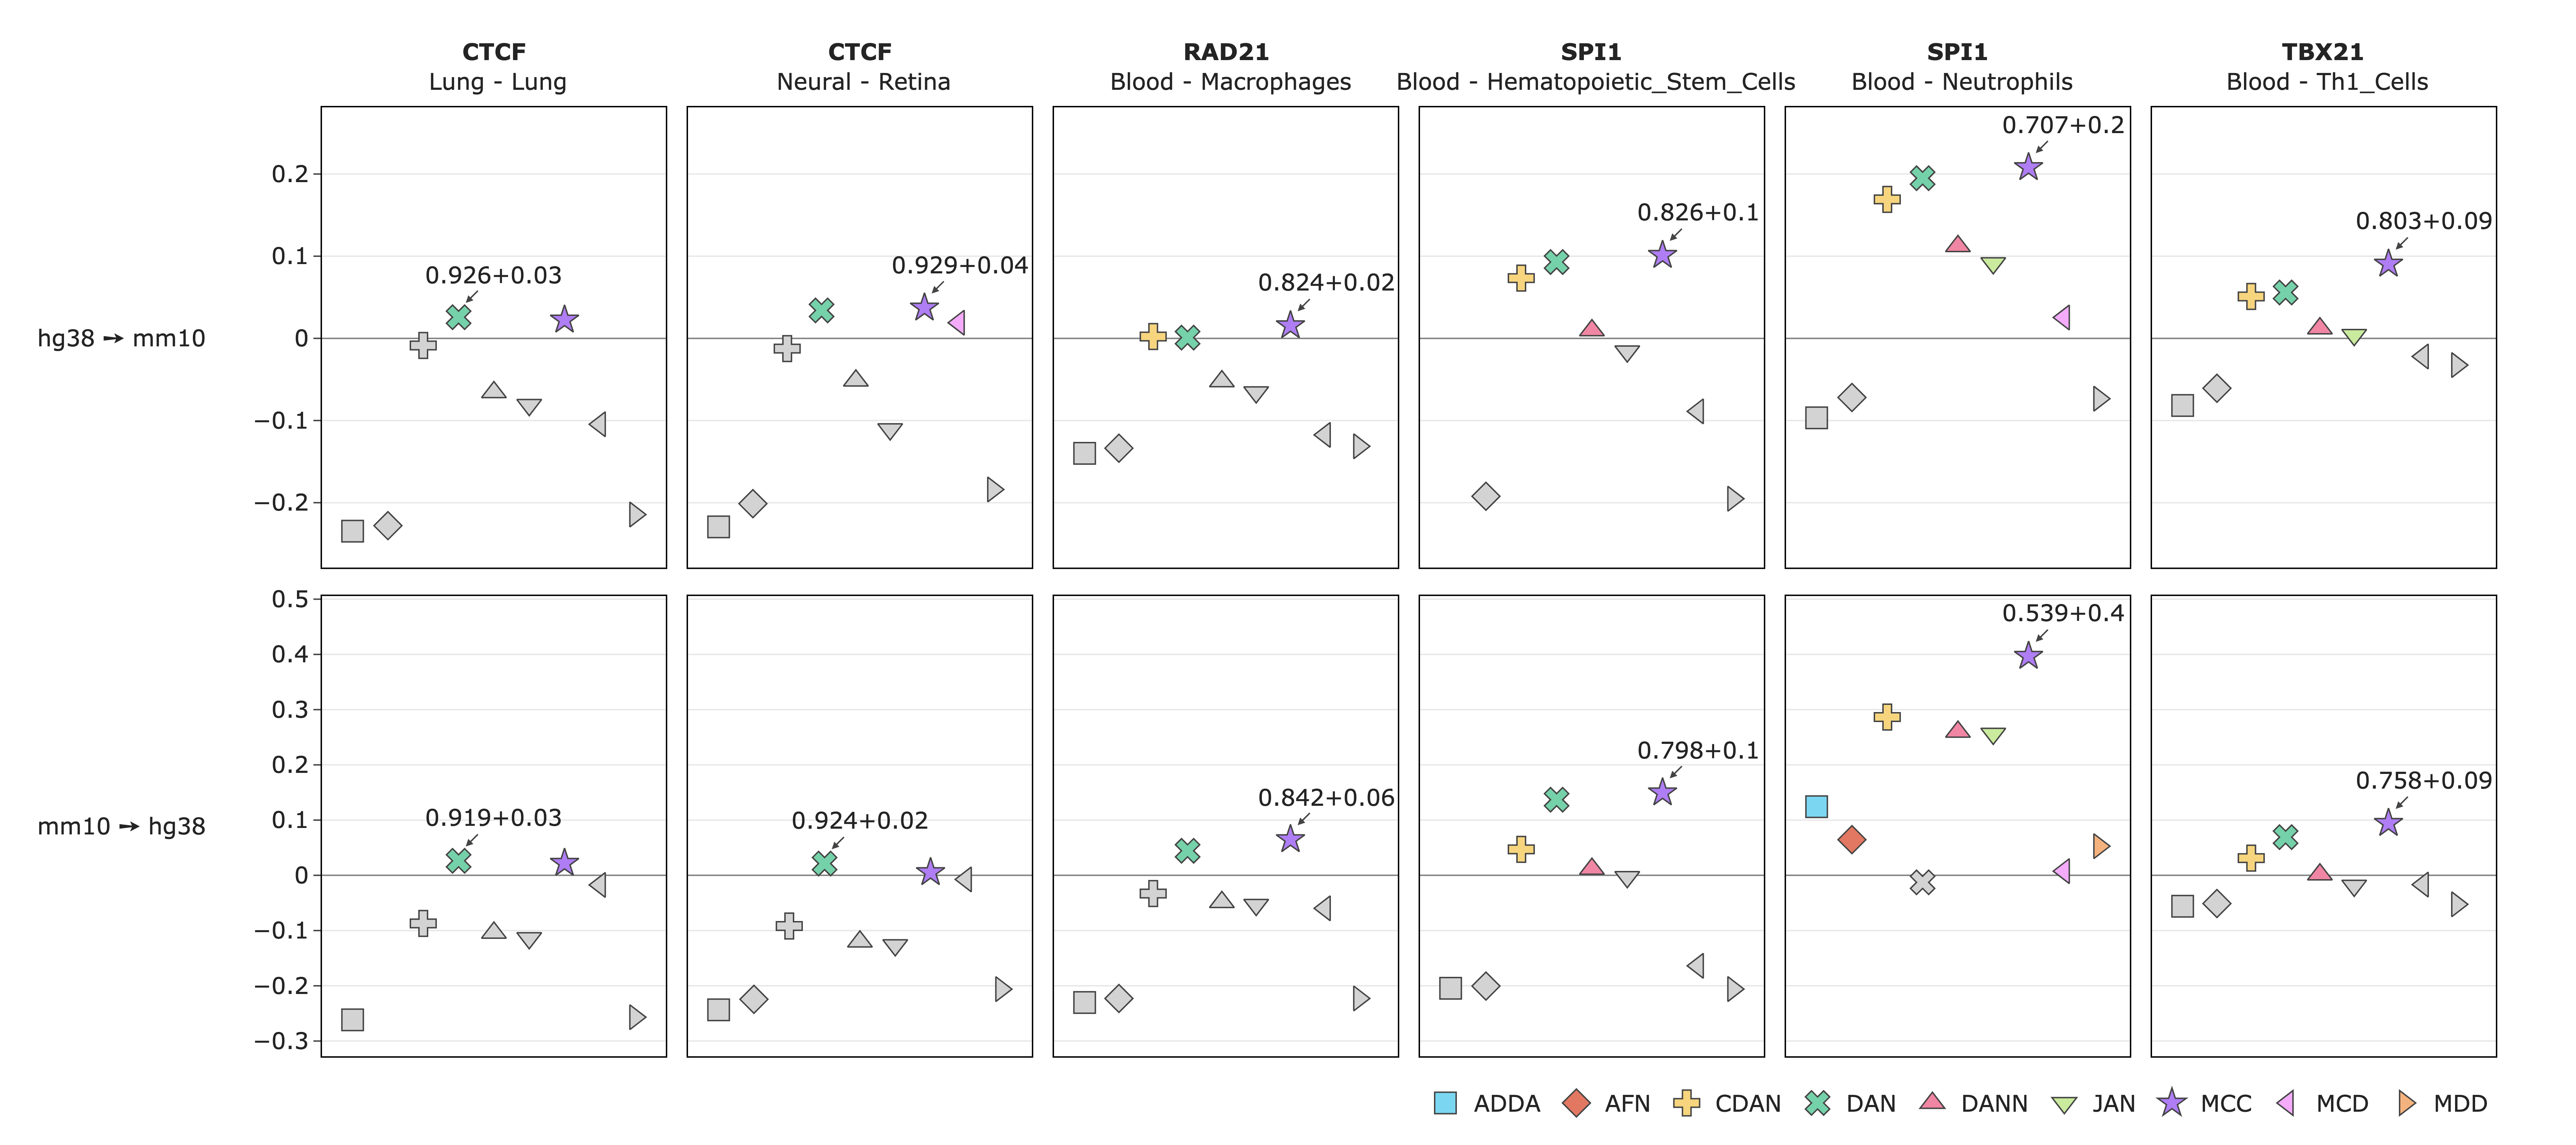 CTCF
Lung - Lung
CTCF
Neural - Retina
RAD21
Blood - Macrophages
SPI1
Blood - Hematopoietic_Stem_Cells
SPI1
Blood - Neutrophils
TBX21
Blood - Th1_Cells
hg38 → mm10
0.2
0.1
0
−0.1
−0.2
0.926+0.03
0.929+0.04
0.824+0.02
0.826+0.1
0.707+0.2
0.803+0.09
mm10 → hg38
0.5
0.4
0.3
0.2
0.1
0
−0.1
−0.2
−0.3
0.919+0.03
0.924+0.02
0.842+0.06
0.798+0.1
0.539+0.4
0.758+0.09
ADDA AFN CDAN DAN DANN JAN MCC MCD MDD